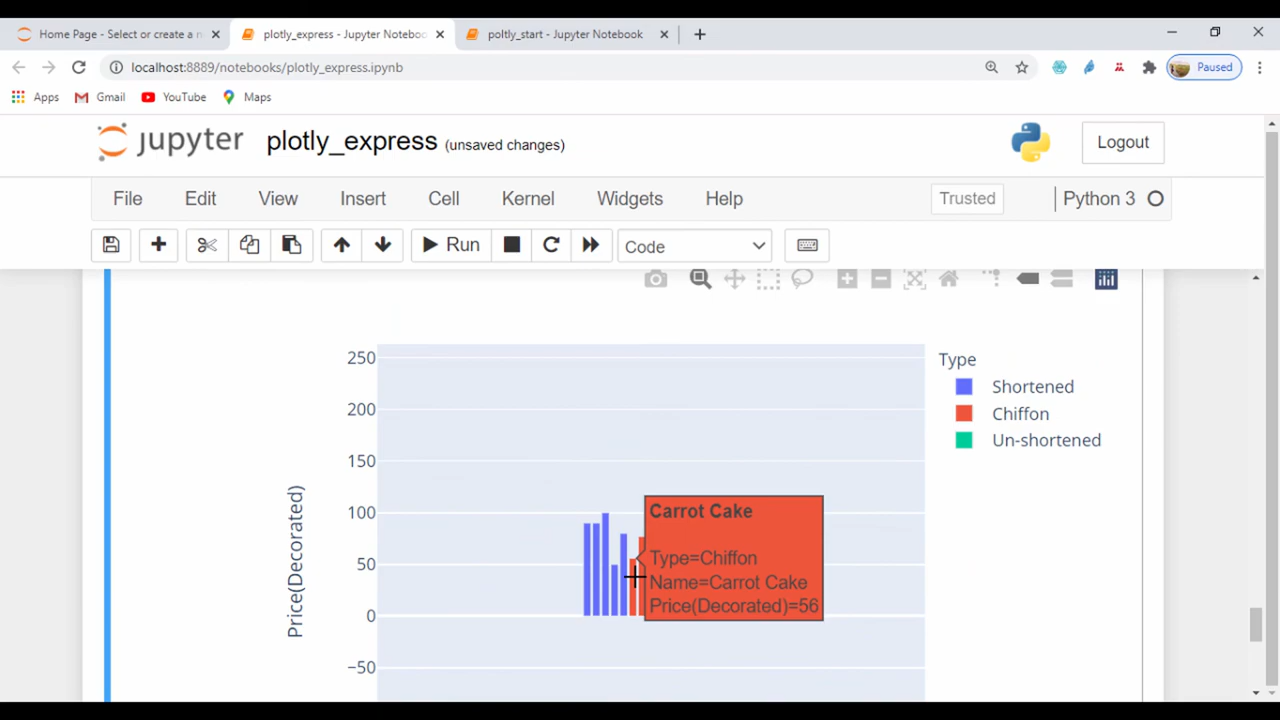 Home Page - Select or create a n
plotly_express - Jupyter Noteboo
poltly_start - Jupyter Notebook
localhost:8889/notebooks/plotly_express.ipynb
Paused
Apps
Gmail
YouTube
Maps
jupyter
plotly_express (unsaved changes)
Logout
File Edit View Insert Cell Kernel Widgets Help
Trusted
Python 3
Run
Code
250
200
150
100
50
0
−50
Price(Decorated)
Type
Shortened
Chiffon
Un-shortened
Carrot Cake
Type=Chiffon
Name=Carrot Cake
Price(Decorated)=56